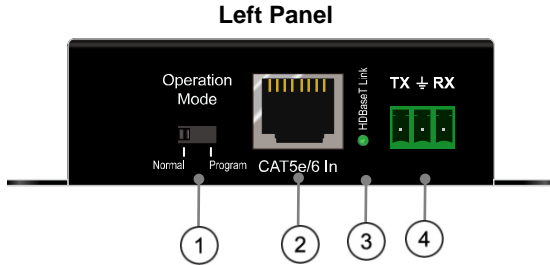 Left Panel
Operation
Mode
Normal
Program
CAT5e/6 In
HDBaseT Link
TX ⏚ RX
1
2
3
4